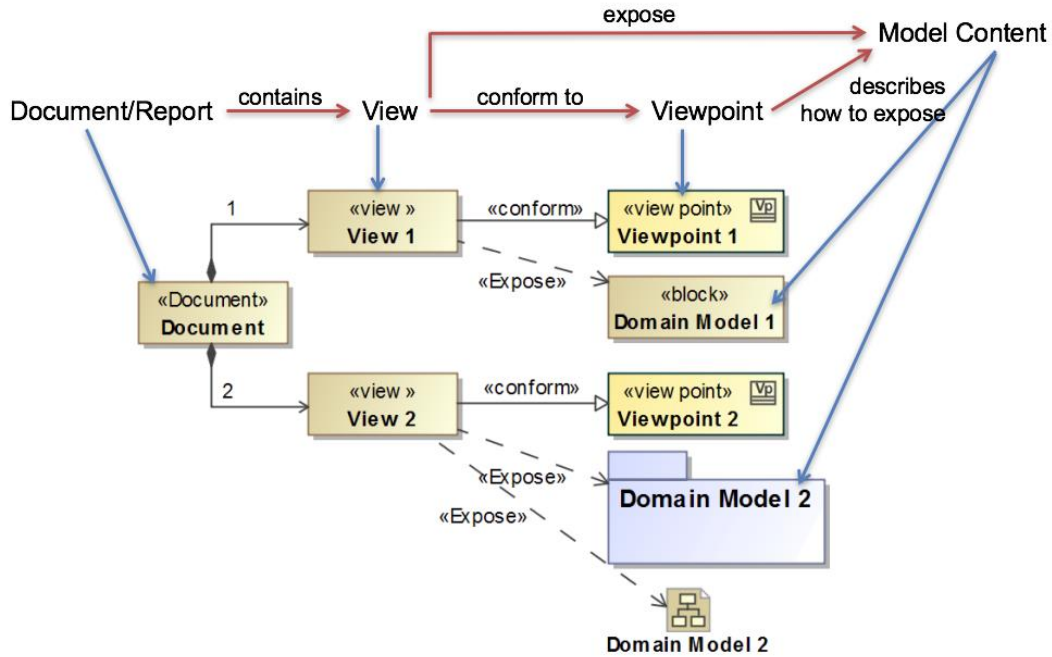 expose
Model Content
Document/Report
contains
View
conform to
Viewpoint
describes
how to expose
1
«view »
View 1
«conform»
«view point»
Vp
Viewpoint 1
«Expose»
«block»
Domain Model 1
«Document»
Document
2
«view »
View 2
«conform»
«view point»
Vp
Viewpoint 2
«Expose»
«Expose»
Domain Model 2
Domain Model 2